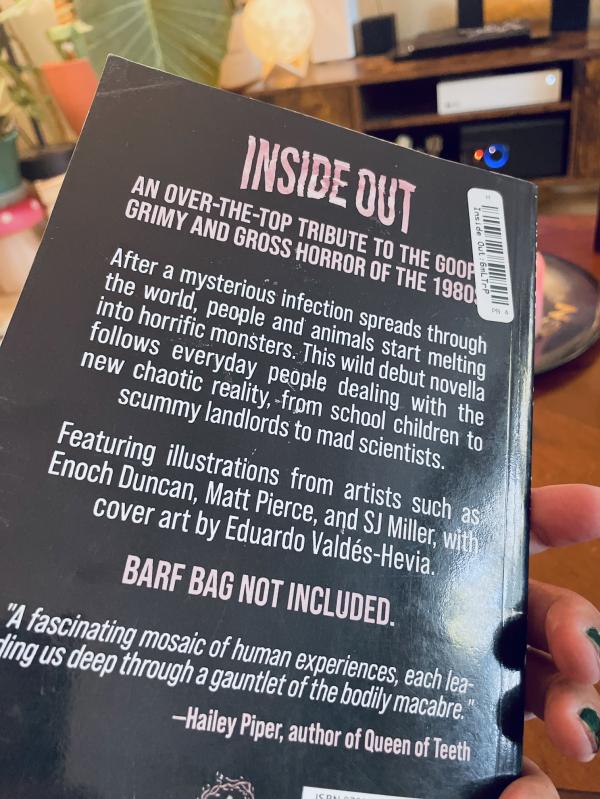 INSIDE OUT
AN OVER-THE-TOP TRIBUTE TO THE
GRIMY AND GROSS HORROR OF THE
After a mysterious infection spreads through
the world, people and animals start melting
into horrific monsters. This wild debut novella
follows everyday people dealing with the
new chaotic reality, from school children to
scummy landlords to mad scientists.
Featuring illustrations from artists such as
Enoch Duncan, Matt Pierce, and SJ Miller, with
cover art by Eduardo Valdés-Hevia.
BARF BAG NOT INCLUDED.
"A fascinating mosaic of human experiences, each lea-
ding us deep through a gauntlet of the bodily macabre."
—Hailey Piper, author of Queen of Teeth
Inside Out: